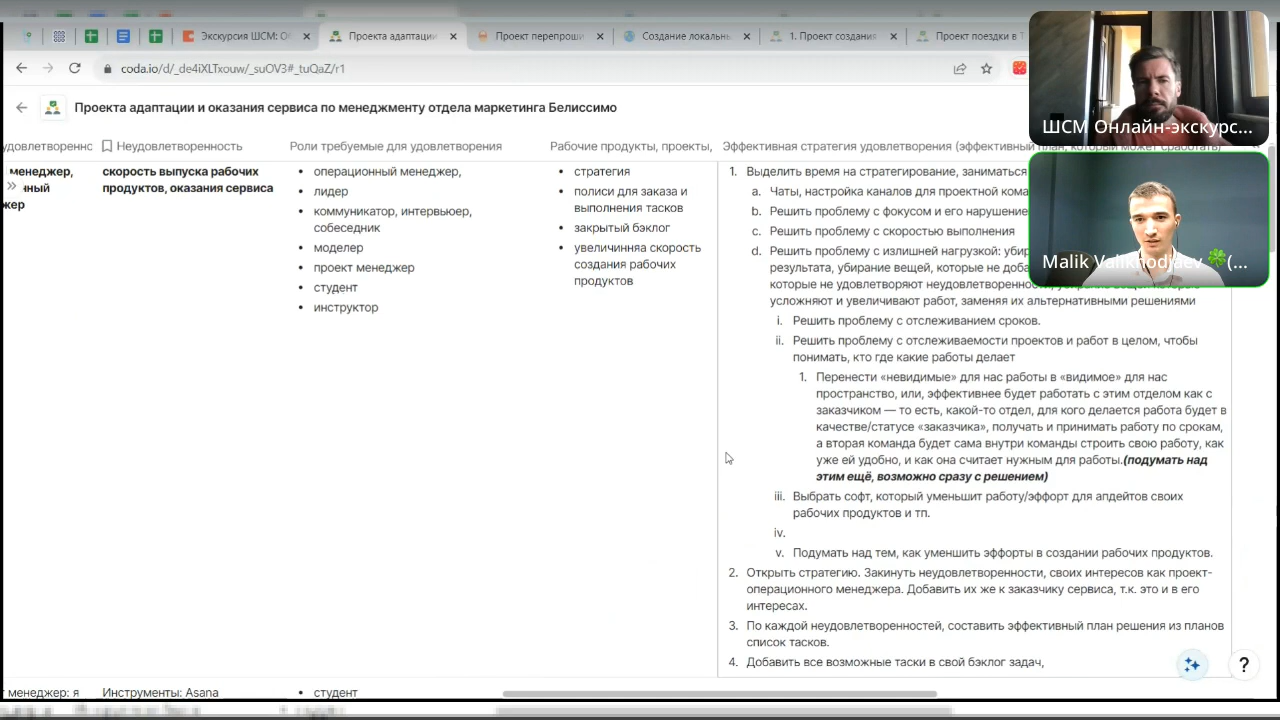 Экскурсия ШСМ: О
Проекта адаптаци
Проект перепрош
Создание локальн
1. Проект создания
Проект поездки в Т
coda.io/d/_de4iXLTxouw/_suOV3#_tuQaZ/r1
Проекта адаптации и оказания сервиса по менеджменту отдела маркетинга Белиссимо
удовлетворенно
Неудовлетворенность
Роли требуемые для удовлетворения
Рабочие продукты, проекты,
Эффективная стратегия удовлетворения (эффективный план, который может сработать)
менеджер,
нный
жер
скорость выпуска рабочих
продуктов, оказания сервиса
• операционный менеджер,
• лидер
• коммуникатор, интервьюер,
собеседник
• моделер
• проект менеджер
• студент
• инструктор
• стратегия
• полиси для заказа и
выполнения тасков
• закрытый бэклог
• увеличинняа скорость
создания рабочих
продуктов
1. Выделить время на стратегирование, заниматься
a. Чаты, настройка каналов для проектной кома
b. Решить проблему с фокусом и его нарушение
c. Решить проблему с скоростью выполнения
d. Решить проблему с излишней нагрузкой: убир
результата, убирание вещей, которые не доба
которые не удовлетворяют неудовлетворенно
усложняют и увеличивают работ, заменяя их альтернативными решениями
i. Решить проблему с отслеживанием сроков.
ii. Решить проблему с отслеживаемости проектов и работ в целом, чтобы
понимать, кто где какие работы делает
1. Перенести «невидимые» для нас работы в «видимое» для нас
пространство, или, эффективнее будет работать с этим отделом как с
заказчиком — то есть, какой-то отдел, для кого делается работа будет в
качестве/статусе «заказчика», получать и принимать работу по срокам,
а вторая команда будет сама внутри команды строить свою работу, как
уже ей удобно, и как она считает нужным для работы.(подумать над
этим ещё, возможно сразу с решением)
iii. Выбрать софт, который уменьшит работу/эффорт для апдейтов своих
рабочих продуктов и тп.
iv.
v. Подумать над тем, как уменьшить эффорты в создании рабочих продуктов.
2. Открыть стратегию. Закинуть неудовлетворенности, своих интересов как проект-
операционного менеджера. Добавить их же к заказчику сервиса, т.к. это и в его
интересах.
3. По каждой неудовлетворенностей, составить эффективный план решения из планов
список тасков.
4. Добавить все возможные таски в свой бэклог задач,
т менеджер: я
Инструменты: Asana
• студент
ШСМ Онлайн-экскурс...
Malik Valikhodjaev 🍀(...
?